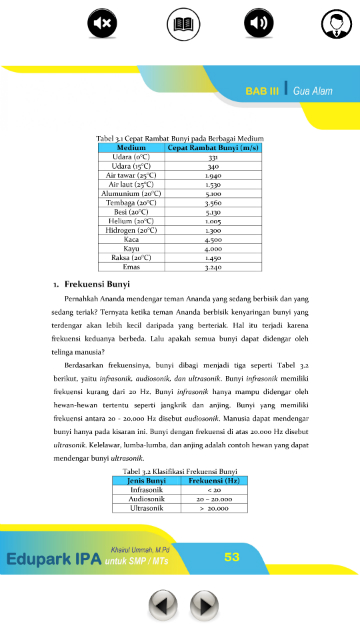 BAB III Gua Alam
Tabel 3.1 Cepat Rambat Bunyi pada Berbagai Medium
Medium Cepat Rambat Bunyi (m/s)
Udara (0°C) 331
Udara (15°C) 340
Air tawar (25°C) 1.940
Air laut (25°C) 1.530
Alumunium (20°C) 5.100
Tembaga (20°C) 3.560
Besi (20°C) 5.130
Helium (20°C) 1.005
Hidrogen (20°C) 1.300
Kaca 4.500
Kayu 4.000
Raksa (20°C) 1.450
Emas 3.240
1. Frekuensi Bunyi
Pernahkah Ananda mendengar teman Ananda yang sedang berbisik dan yang
sedang teriak? Ternyata ketika teman Ananda berbisik kenyaringan bunyi yang
terdengar akan lebih kecil daripada yang berteriak. Hal itu terjadi karena
frekuensi keduanya berbeda. Lalu apakah semua bunyi dapat didengar oleh
telinga manusia?
Berdasarkan frekuensinya, bunyi dibagi menjadi tiga seperti Tabel 3.2
berikut, yaitu infrasonik, audiosonik, dan ultrasonik. Bunyi infrasonik memiliki
frekuensi kurang dari 20 Hz. Bunyi infrasonik hanya mampu didengar oleh
hewan-hewan tertentu seperti jangkrik dan anjing. Bunyi yang memiliki
frekuensi antara 20 - 20.000 Hz disebut audiosonik. Manusia dapat mendengar
bunyi hanya pada kisaran ini. Bunyi dengan frekuensi di atas 20.000 Hz disebut
ultrasonik. Kelelawar, lumba-lumba, dan anjing adalah contoh hewan yang dapat
mendengar bunyi ultrasonik.
Tabel 3.2 Klasifikasi Frekuensi Bunyi
Jenis Bunyi Frekuensi (Hz)
Infrasonik < 20
Audiosonik 20 – 20.000
Ultrasonik > 20.000
Khairul Ummah, M.Pd
Edupark IPA untuk SMP / MTs 53